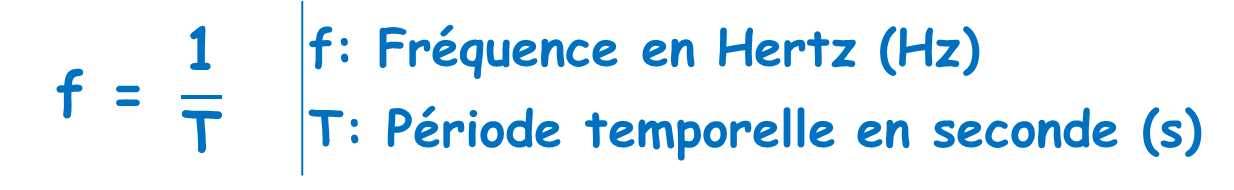 f = 1/T
f: Fréquence en Hertz (Hz)
T: Période temporelle en seconde (s)